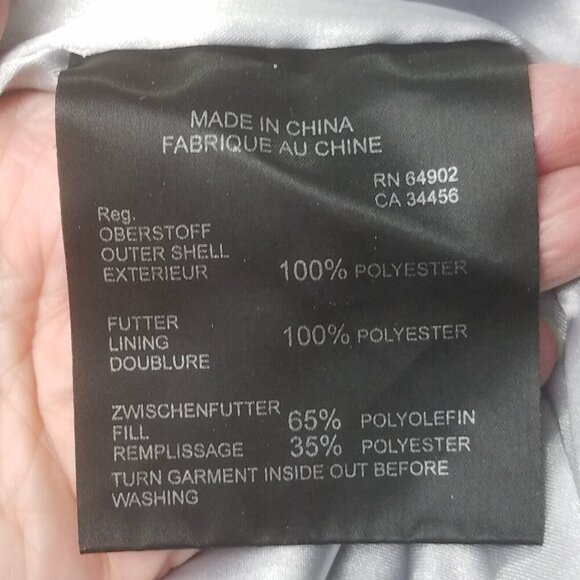 MADE IN CHINA
FABRIQUE AU CHINE
RN 64902
CA 34456
Reg.
OBERSTOFF
OUTER SHELL
EXTERIEUR 100% POLYESTER
FUTTER
LINING 100% POLYESTER
DOUBLURE
ZWISCHENFUTTER
FILL 65% POLYOLEFIN
REMPLISSAGE 35% POLYESTER
TURN GARMENT INSIDE OUT BEFORE
WASHING